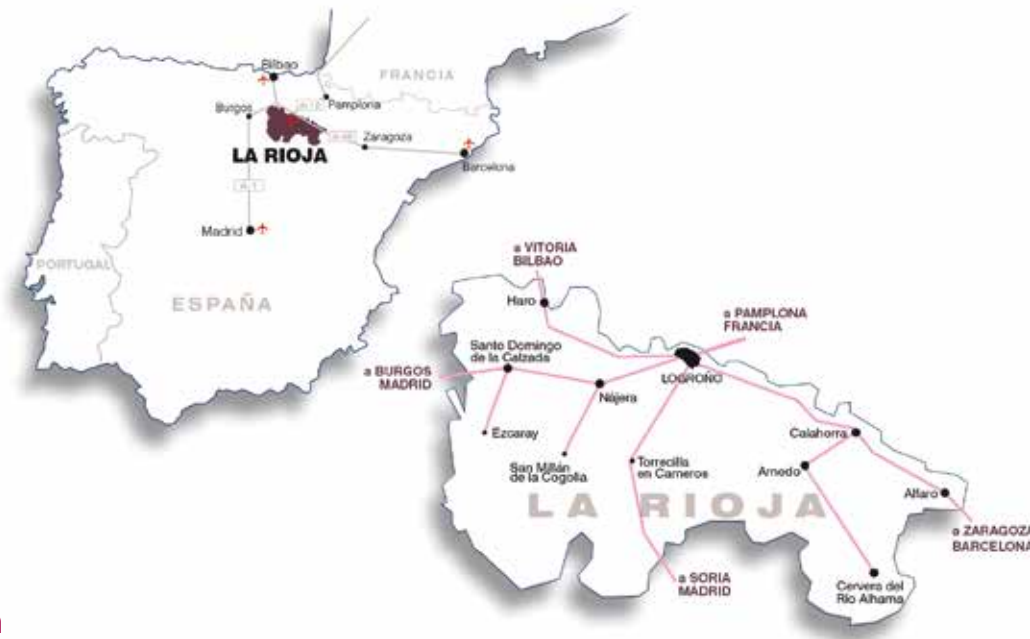 Bilbao
FRANCIA
Burgos
Pamplona
LA RIOJA
Zaragoza
Barcelona
A-1
Madrid
PORTUGAL
ESPAÑA
a VITORIA
BILBAO
Haro
a PAMPLONA
FRANCIA
Santo Domingo
de la Calzada
a BURGOS
MADRID
LOGROÑO
Nájera
Ezcaray
Calahorra
San Millán
de la Cogolla
Torrecilla
en Cameros
Arnedo
Alfaro
LA RIOJA
a ZARAGOZA
BARCELONA
a SORIA
MADRID
Cervera del
Río Alhama